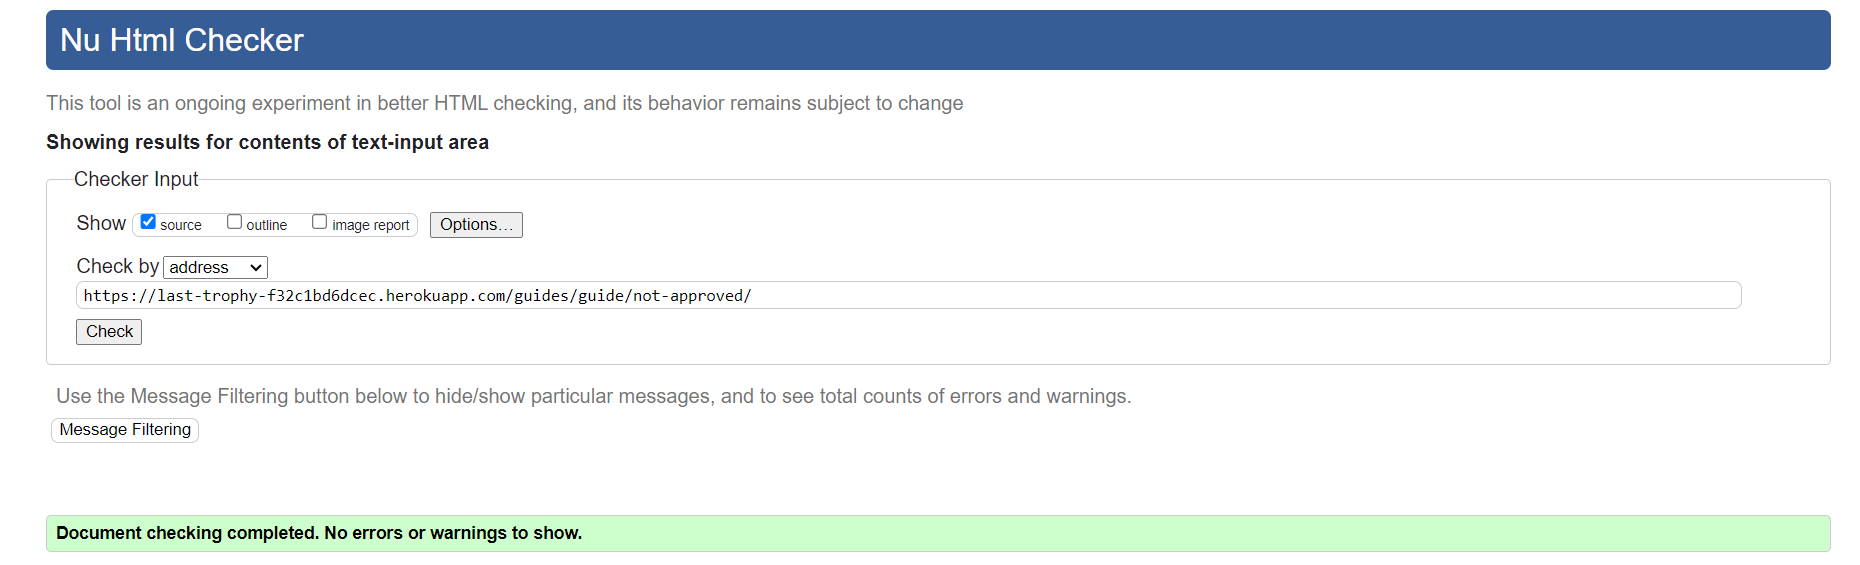 Nu Html Checker
This tool is an ongoing experiment in better HTML checking, and its behavior remains subject to change
Showing results for contents of text-input area
Checker Input
Show source outline image report Options...
Check by address
https://last-trophy-f32c1bd6dcec.herokuapp.com/guides/guide/not-approved/
Check
Use the Message Filtering button below to hide/show particular messages, and to see total counts of errors and warnings.
Message Filtering
Document checking completed. No errors or warnings to show.